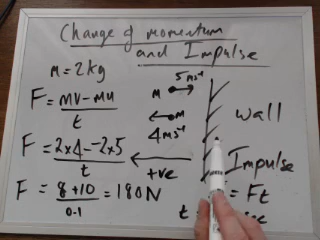 Change of momentum
and Impulse
m = 2kg
5ms⁻¹
m
F = mv - mu / t
m
4ms⁻¹
wall
F = 2x4 - -2x5 / t
+ve
Impulse
F = 8 + 10 / 0.1 = 180N
= Ft
t